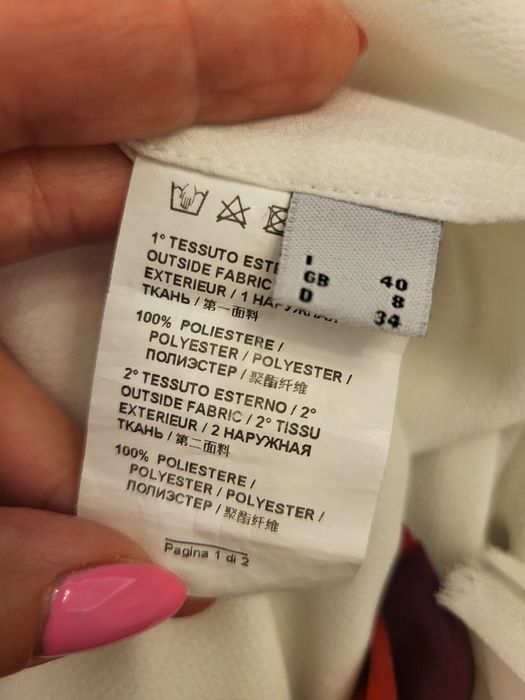 1° TESSUTO ESTE
OUTSIDE FABRIC
EXTERIEUR / 1 НАРУЖНАЯ
ТКАНЬ / 第一面料
100% POLIESTERE /
POLYESTER / POLYESTER /
ПОЛИЭСТЕР / 聚酯纤维
2° TESSUTO ESTERNO / 2°
OUTSIDE FABRIC / 2° TiSSU
EXTERIEUR / 2 НАРУЖНАЯ
ТКАНЬ / 第二面料
100% POLIESTERE /
POLYESTER / POLYESTER /
ПОЛИЭСТЕР / 聚酯纤维
Pagina 1 di 2
I 40
GB 8
D 34